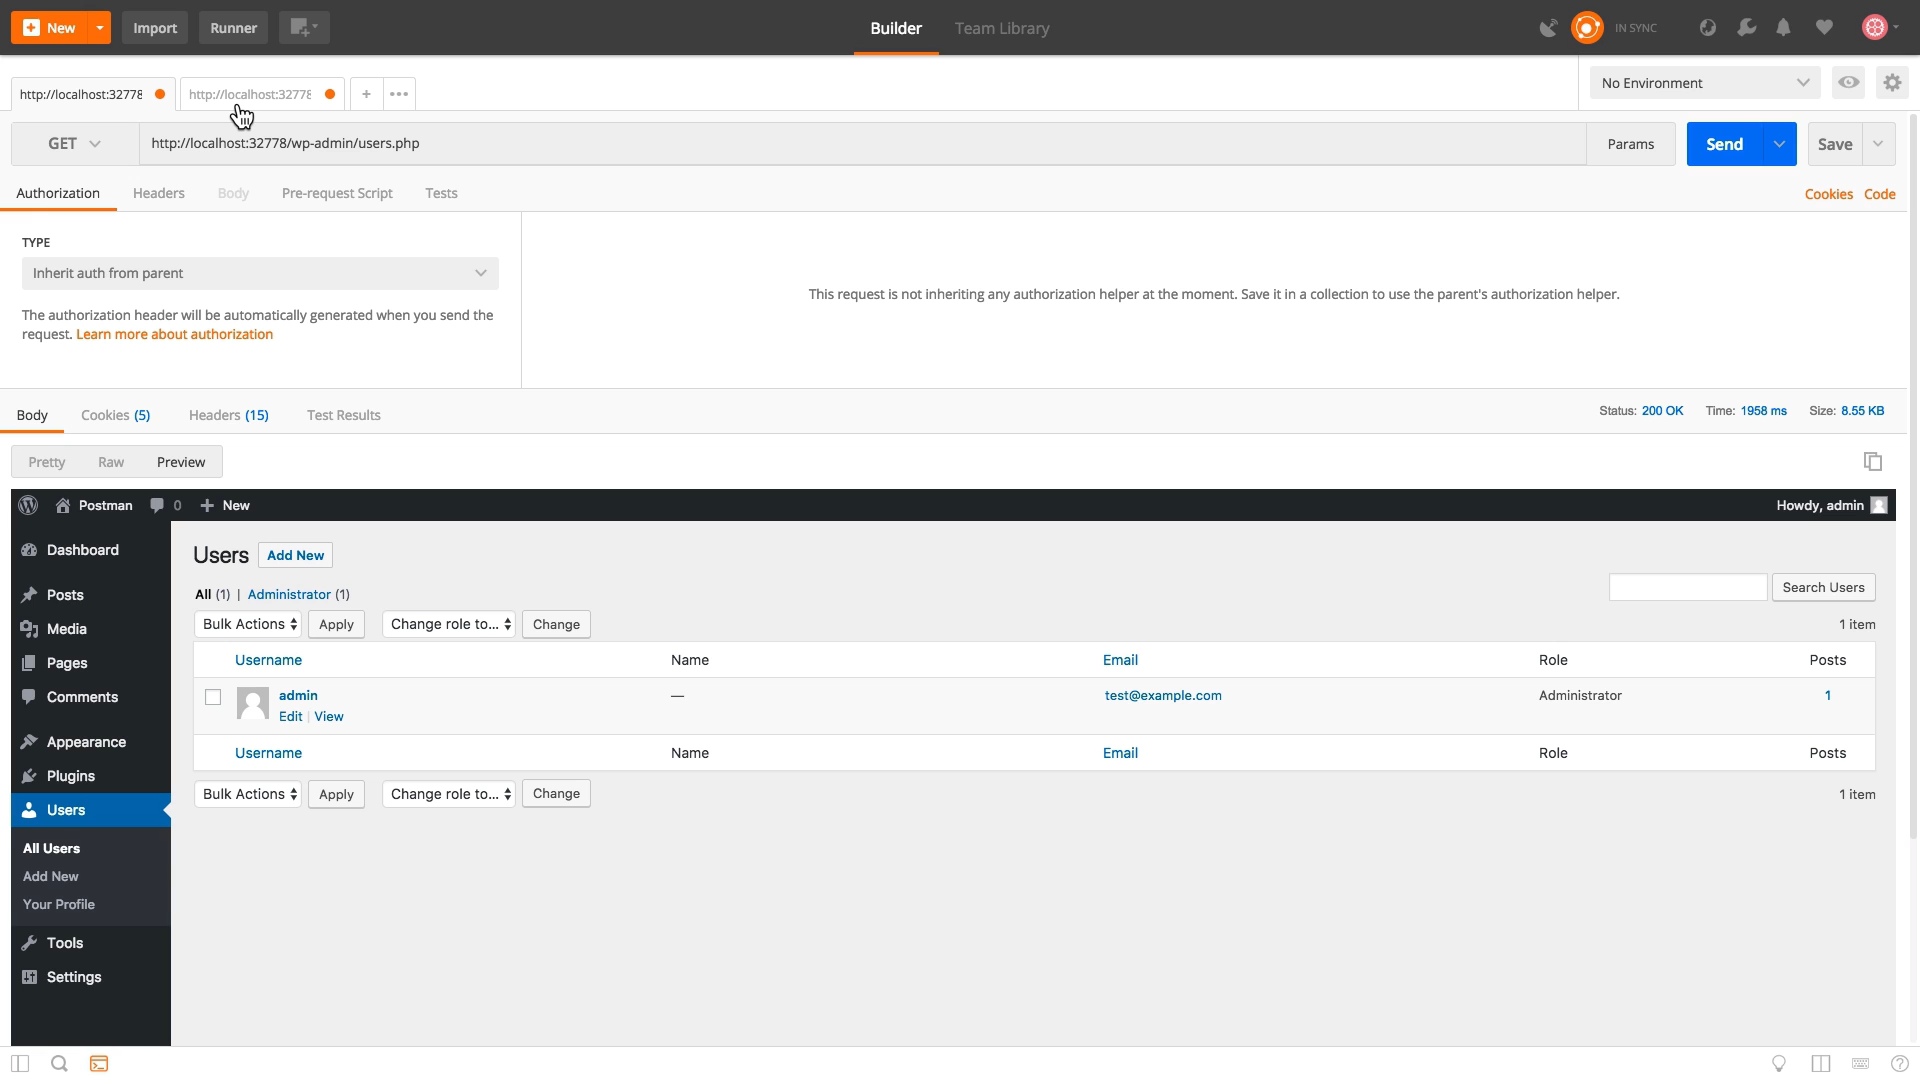 New Import Runner Builder Team Library IN SYNC
http://localhost:32778 http://localhost:32778 + ••• No Environment
GET http://localhost:32778/wp-admin/users.php Params Send Save
Authorization Headers Body Pre-request Script Tests Cookies Code
TYPE
Inherit auth from parent
The authorization header will be automatically generated when you send the
request. Learn more about authorization
This request is not inheriting any authorization helper at the moment. Save it in a collection to use the parent's authorization helper.
Body Cookies (5) Headers (15) Test Results Status: 200 OK Time: 1958 ms Size: 8.55 KB
Pretty Raw Preview
Postman 0 + New Howdy, admin
Dashboard
Posts
Media
Pages
Comments
Appearance
Plugins
Users
All Users
Add New
Your Profile
Tools
Settings
Users Add New
All (1) | Administrator (1)
Search Users
Bulk Actions Apply Change role to... Change 1 item
Username Name Email Role Posts
admin — test@example.com Administrator 1
Edit | View
Username Name Email Role Posts
Bulk Actions Apply Change role to... Change 1 item